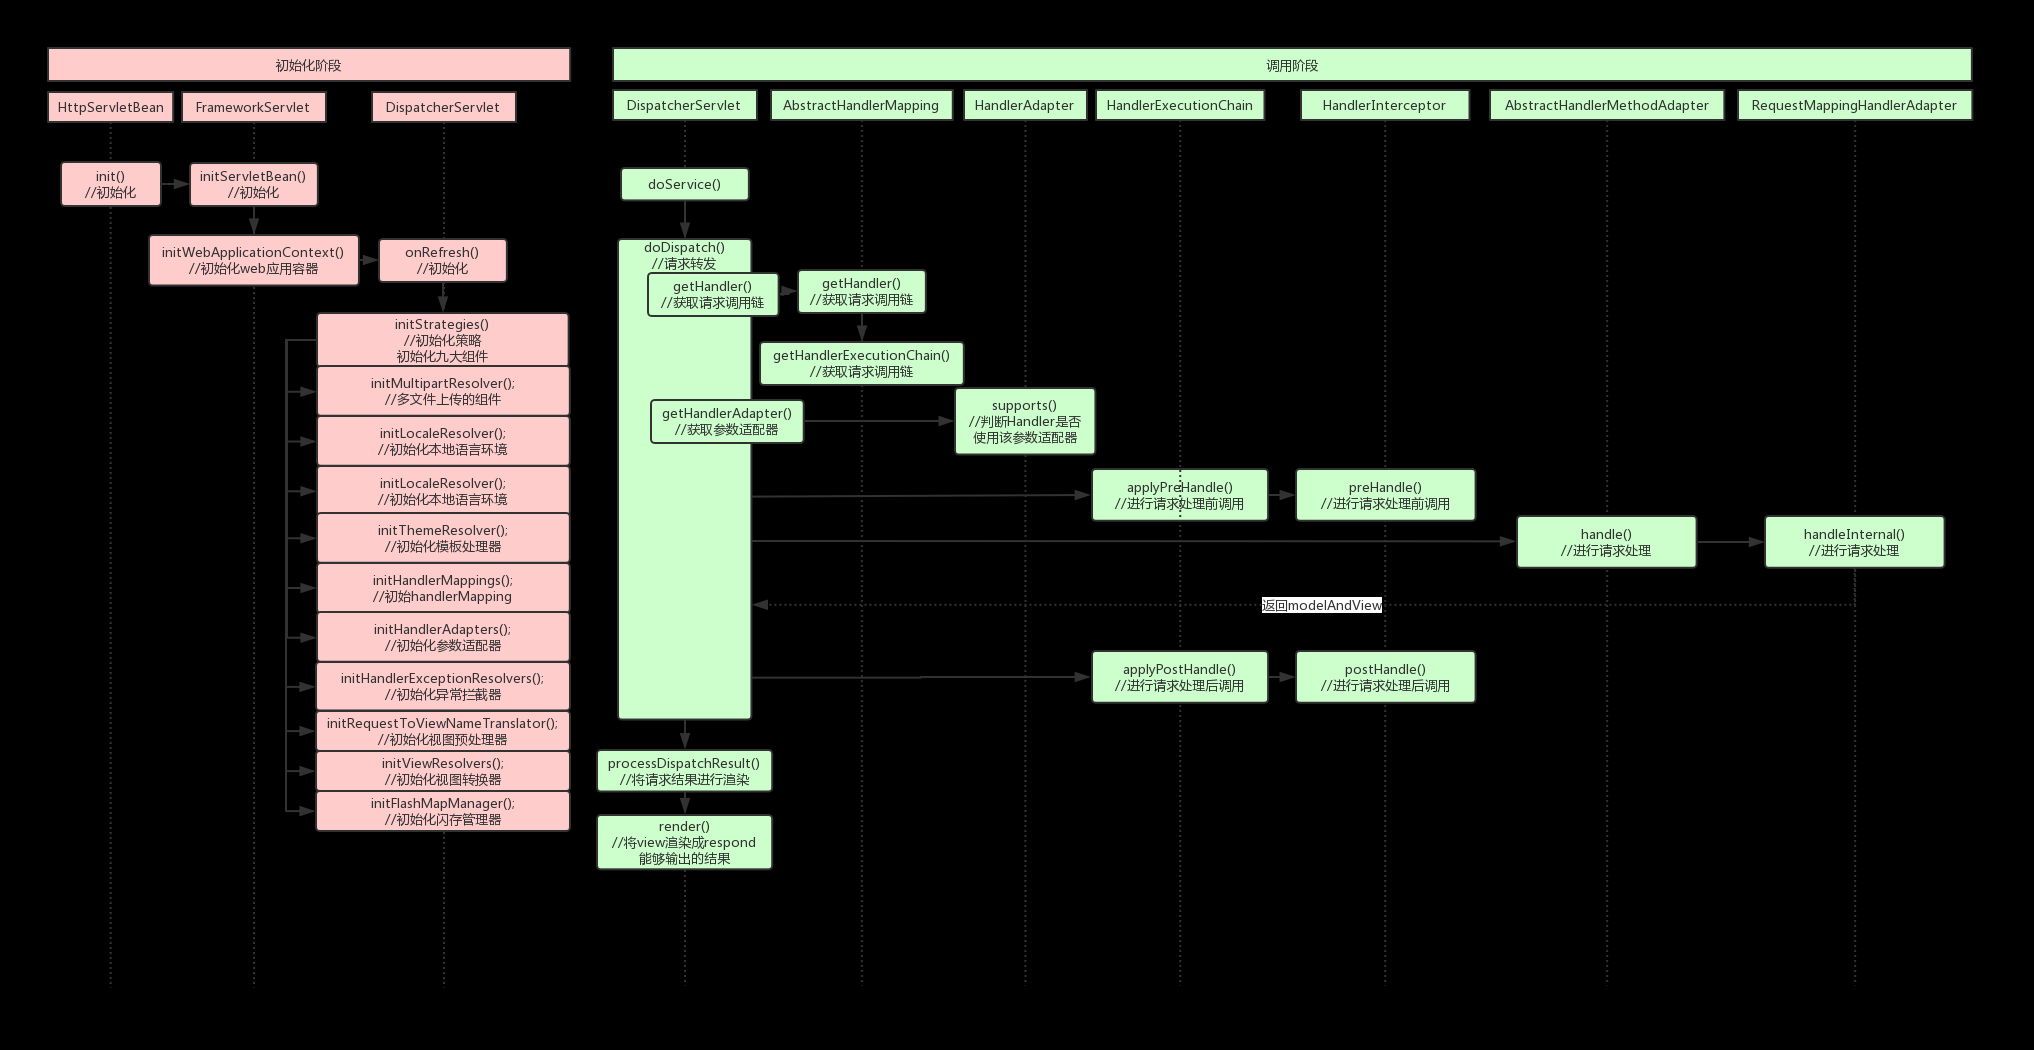 初始化阶段
HttpServletBean
FrameworkServlet
DispatcherServlet
init()
//初始化
initServletBean()
//初始化
initWebApplicationContext()
//初始化web应用容器
onRefresh()
//初始化
initStrategies()
//初始化策略
初始化九大组件
initMultipartResolver();
//多文件上传的组件
initLocaleResolver();
//初始化本地语言环境
initLocaleResolver();
//初始化本地语言环境
initThemeResolver();
//初始化模板处理器
initHandlerMappings();
//初始handlerMapping
initHandlerAdapters();
//初始化参数适配器
initHandlerExceptionResolvers();
//初始化异常拦截器
initRequestToViewNameTranslator();
//初始化视图预处理器
initViewResolvers();
//初始化视图转换器
initFlashMapManager();
//初始化闪存管理器
调用阶段
DispatcherServlet
AbstractHandlerMapping
HandlerAdapter
HandlerExecutionChain
HandlerInterceptor
AbstractHandlerMethodAdapter
RequestMappingHandlerAdapter
doService()
doDispatch()
//请求转发
getHandler()
//获取请求调用链
getHandler()
//获取请求调用链
getHandlerExecutionChain()
//获取请求调用链
getHandlerAdapter()
//获取参数适配器
supports()
//判断Handler是否
使用该参数适配器
applyPreHandle()
//进行请求处理前调用
preHandle()
//进行请求处理前调用
handle()
//进行请求处理
handleInternal()
//进行请求处理
返回modelAndView
applyPostHandle()
//进行请求处理后调用
postHandle()
//进行请求处理后调用
processDispatchResult()
//将请求结果进行渲染
render()
//将view渲染成respond
能够输出的结果